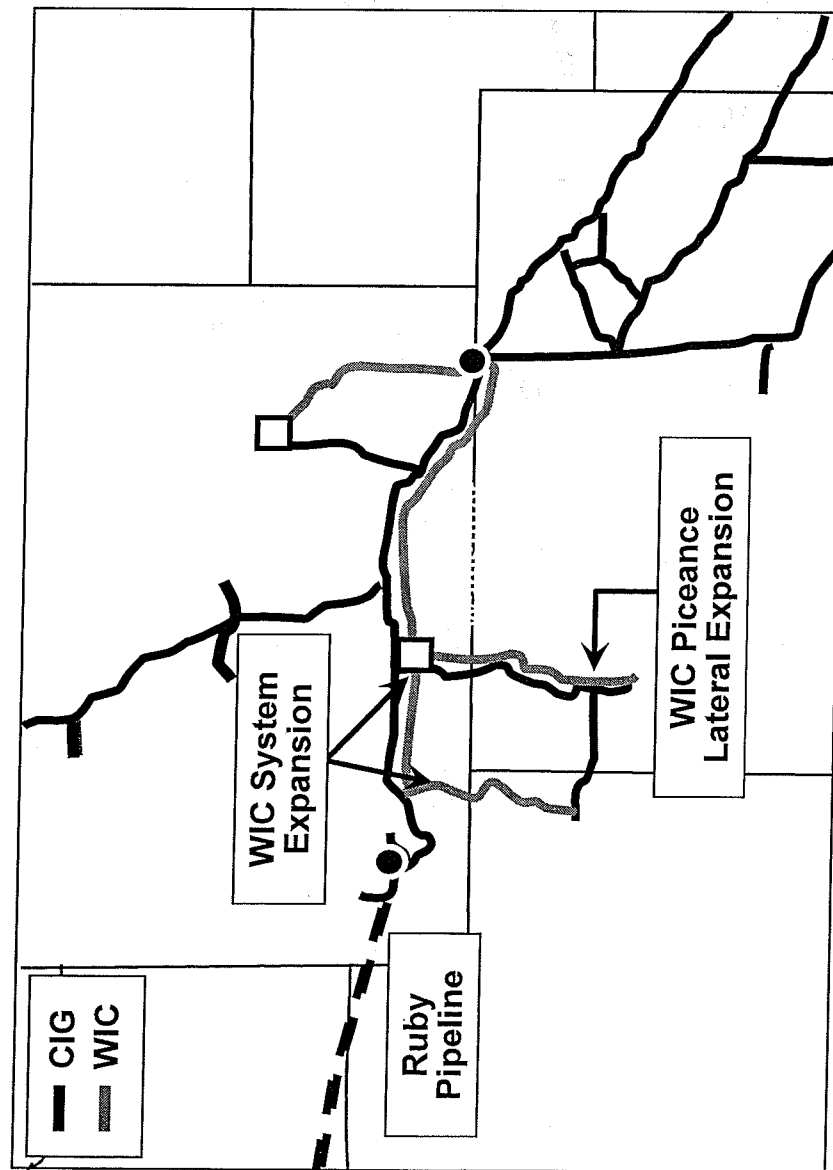 CIG
WIC
Ruby
Pipeline
WIC System
Expansion
WIC Piceance
Lateral Expansion